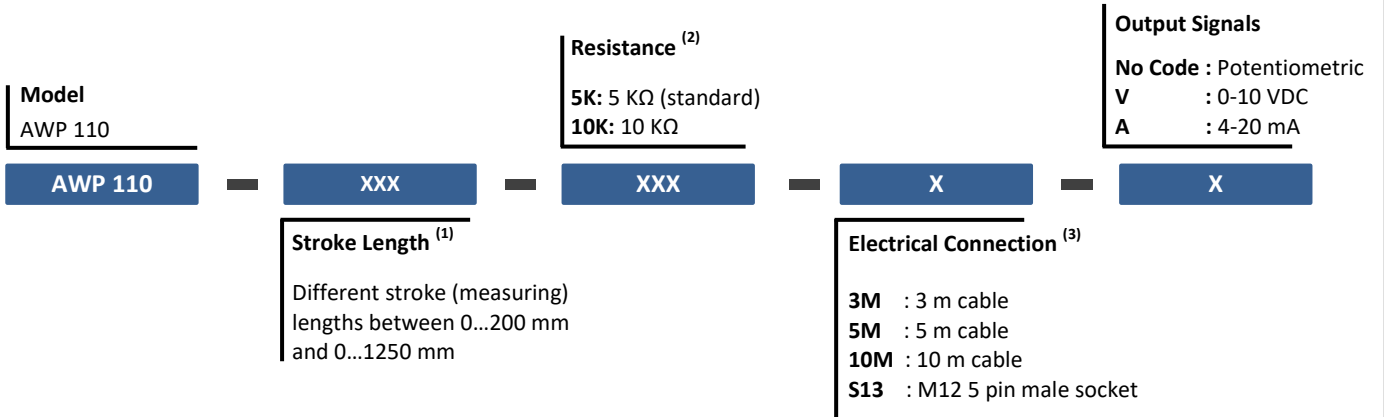 Model
AWP 110
Resistance (2)
5K: 5 KΩ (standard)
10K: 10 KΩ
Output Signals
No Code : Potentiometric
V : 0-10 VDC
A : 4-20 mA
AWP 110 - XXX - XXX - X - X
Stroke Length (1)
Different stroke (measuring)
lengths between 0...200 mm
and 0...1250 mm
Electrical Connection (3)
3M : 3 m cable
5M : 5 m cable
10M : 10 m cable
S13 : M12 5 pin male socket